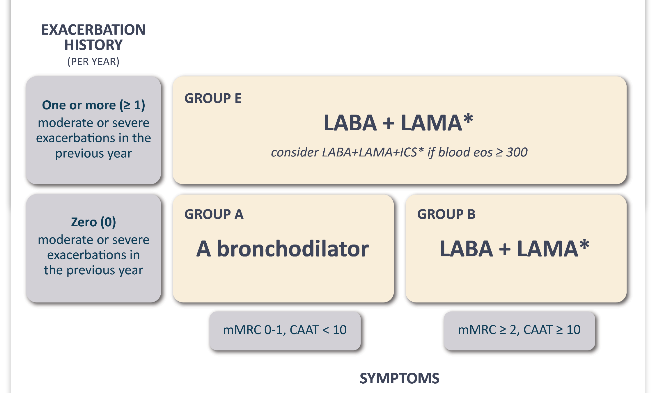 EXACERBATION
HISTORY
(PER YEAR)
One or more (≥ 1)
moderate or severe
exacerbations in the
previous year
GROUP E
LABA + LAMA*
consider LABA+LAMA+ICS* if blood eos ≥ 300
Zero (0)
moderate or severe
exacerbations in
the previous year
GROUP A
A bronchodilator
GROUP B
LABA + LAMA*
mMRC 0-1, CAAT < 10
mMRC ≥ 2, CAAT ≥ 10
SYMPTOMS